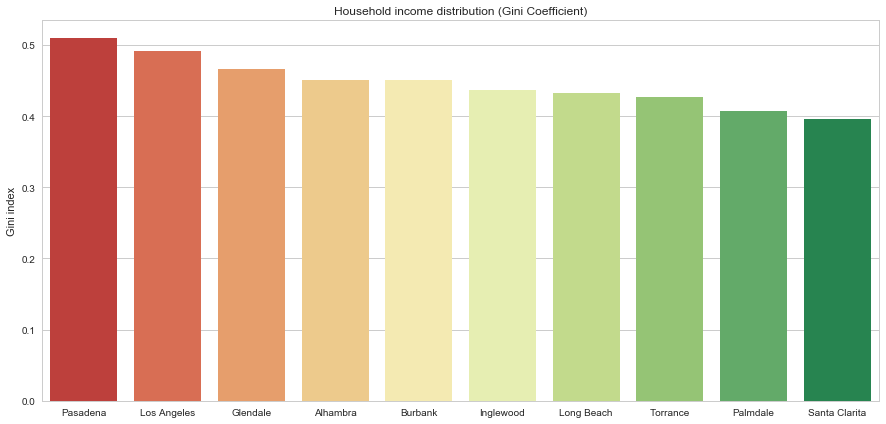 Household income distribution (Gini Coefficient)
Gini index
0.5
0.4
0.3
0.2
0.1
0.0
Pasadena Los Angeles Glendale Alhambra Burbank Inglewood Long Beach Torrance Palmdale Santa Clarita